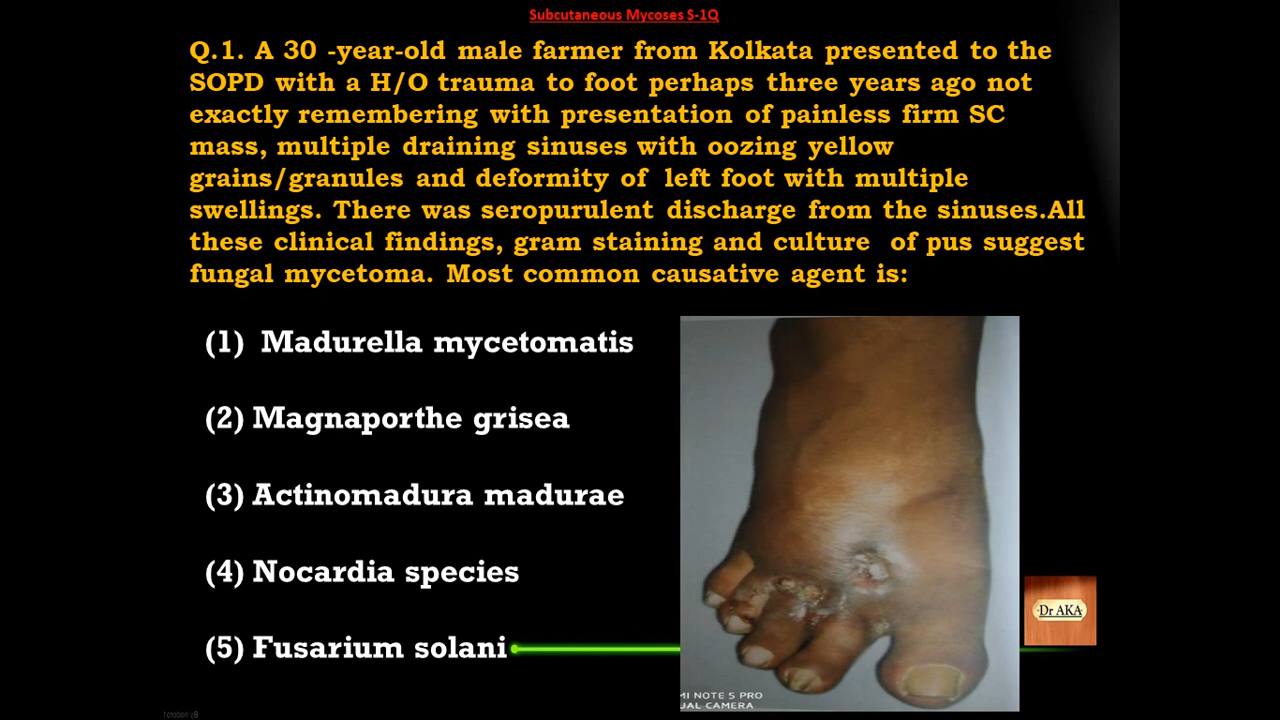 Subcutaneous Mycoses S-1Q
Q.1. A 30 -year-old male farmer from Kolkata presented to the
SOPD with a H/O trauma to foot perhaps three years ago not
exactly remembering with presentation of painless firm SC
mass, multiple draining sinuses with oozing yellow
grains/granules and deformity of left foot with multiple
swellings. There was seropurulent discharge from the sinuses.All
these clinical findings, gram staining and culture of pus suggest
fungal mycetoma. Most common causative agent is:
(1) Madurella mycetomatis
(2) Magnaporthe grisea
(3) Actinomadura madurae
(4) Nocardia species
(5) Fusarium solani
Dr AKA
MI NOTE 5 PRO
UAL CAMERA